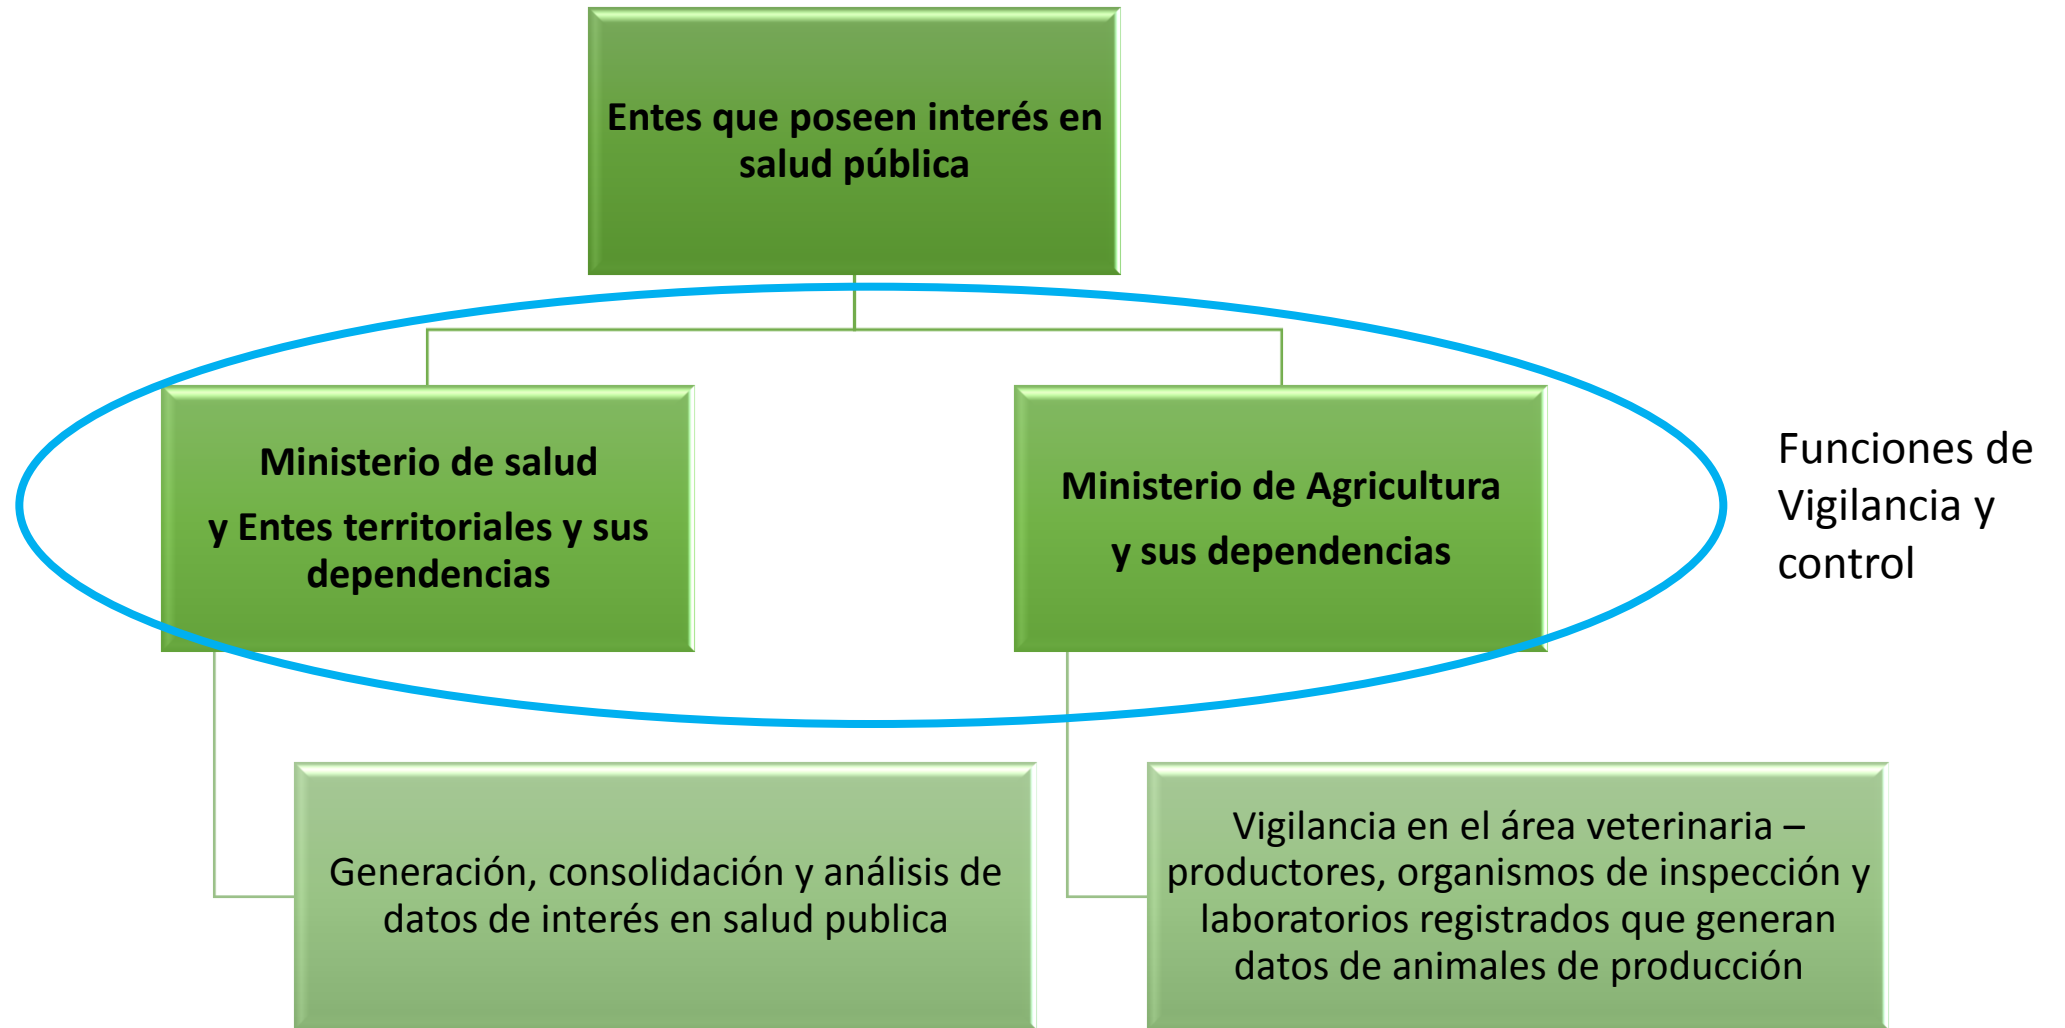 Entes que poseen interés en
salud pública
Ministerio de salud
y Entes territoriales y sus
dependencias
Ministerio de Agricultura
y sus dependencias
Funciones de
Vigilancia y
control
Generación, consolidación y análisis de
datos de interés en salud publica
Vigilancia en el área veterinaria –
productores, organismos de inspección y
laboratorios registrados que generan
datos de animales de producción